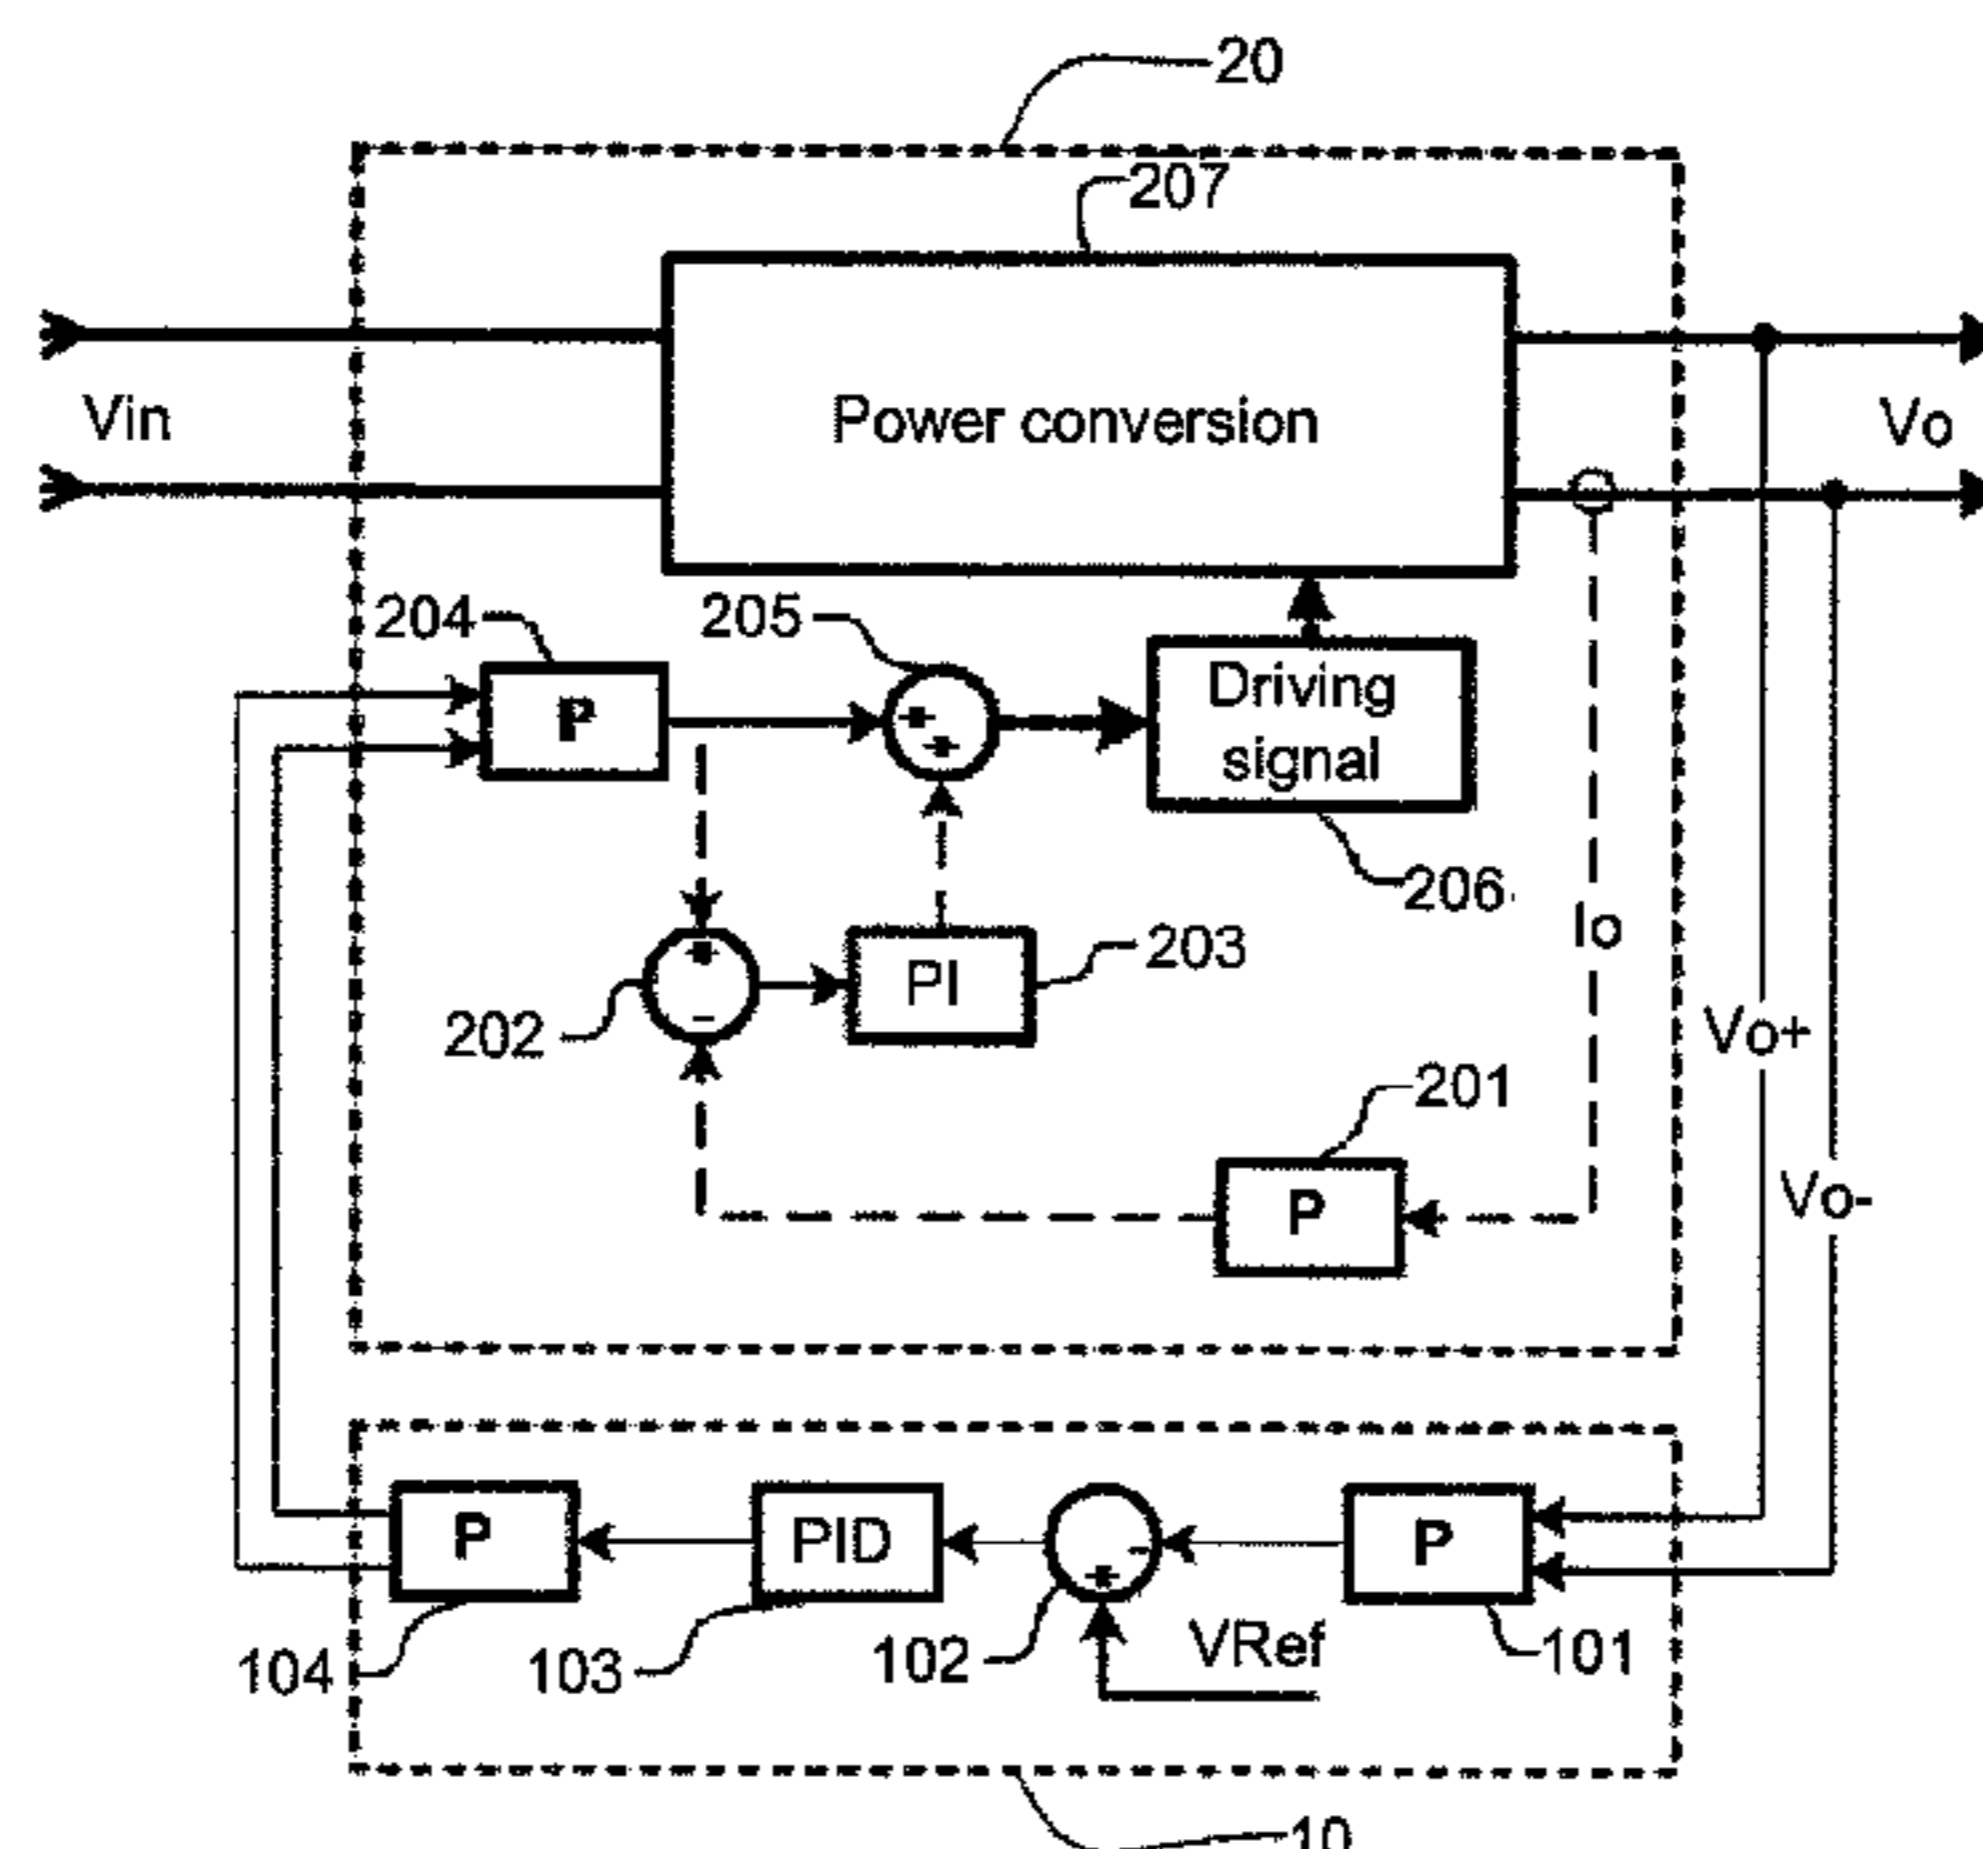 20
207
Vin
Power conversion
Vo
204
205
P
+
+
Driving
signal
206
Io
+
-
202
PI
203
Vo+
201
P
Vo-
P
PID
-
+
P
104
103
102
VRef
101
10